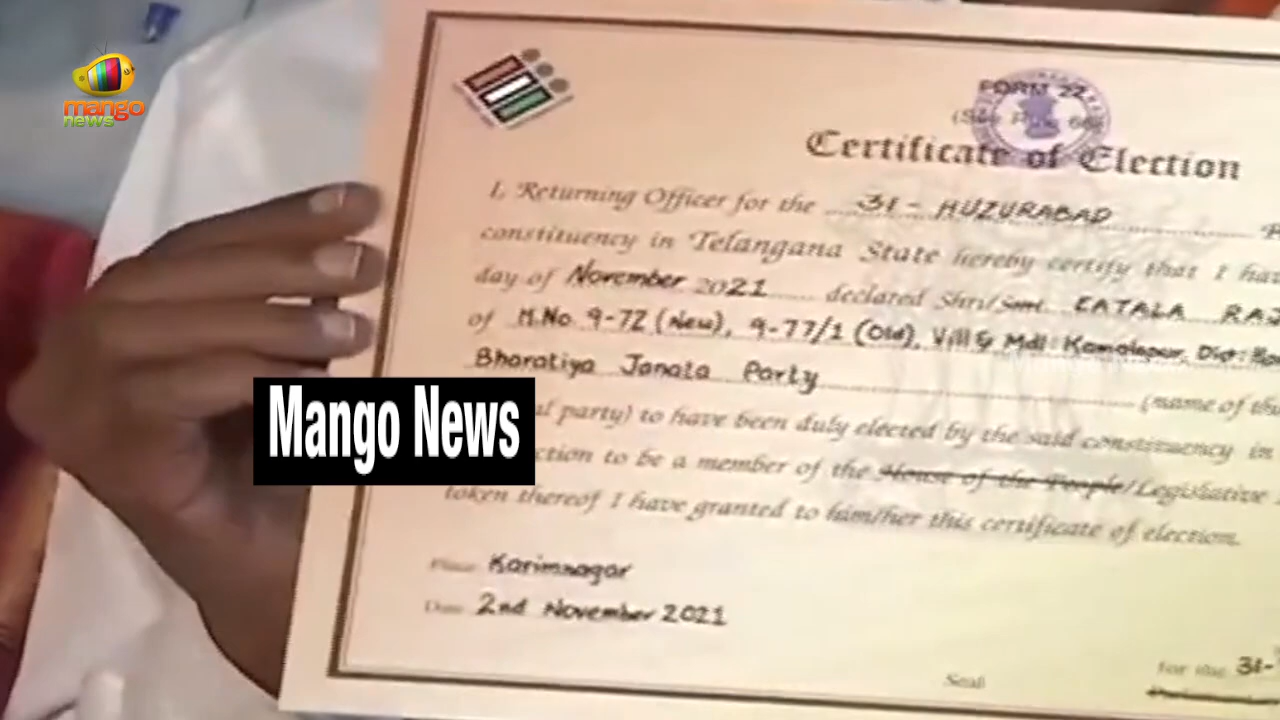 mango
news
FORM 22
Certificate of Election
I, Returning Officer for the 31 - HUZURABAD
constituency in Telangana State hereby certify that I
day of November 2021 declared Shri/Smt. EATALA
of H.No. 9-72 (New), 9-77/1 (Old), Vill & Mdl: Kamalapur, Dist:
Bharatiya Janata Party (name of the
Mango News
party) to have been duly elected by the said constituency in
to be a member of the House of the People/Legislative
token thereof I have granted to him/her this certificate of election.
Place: Karimnagar
Date: 2nd November 2021
Seal
For the 31-